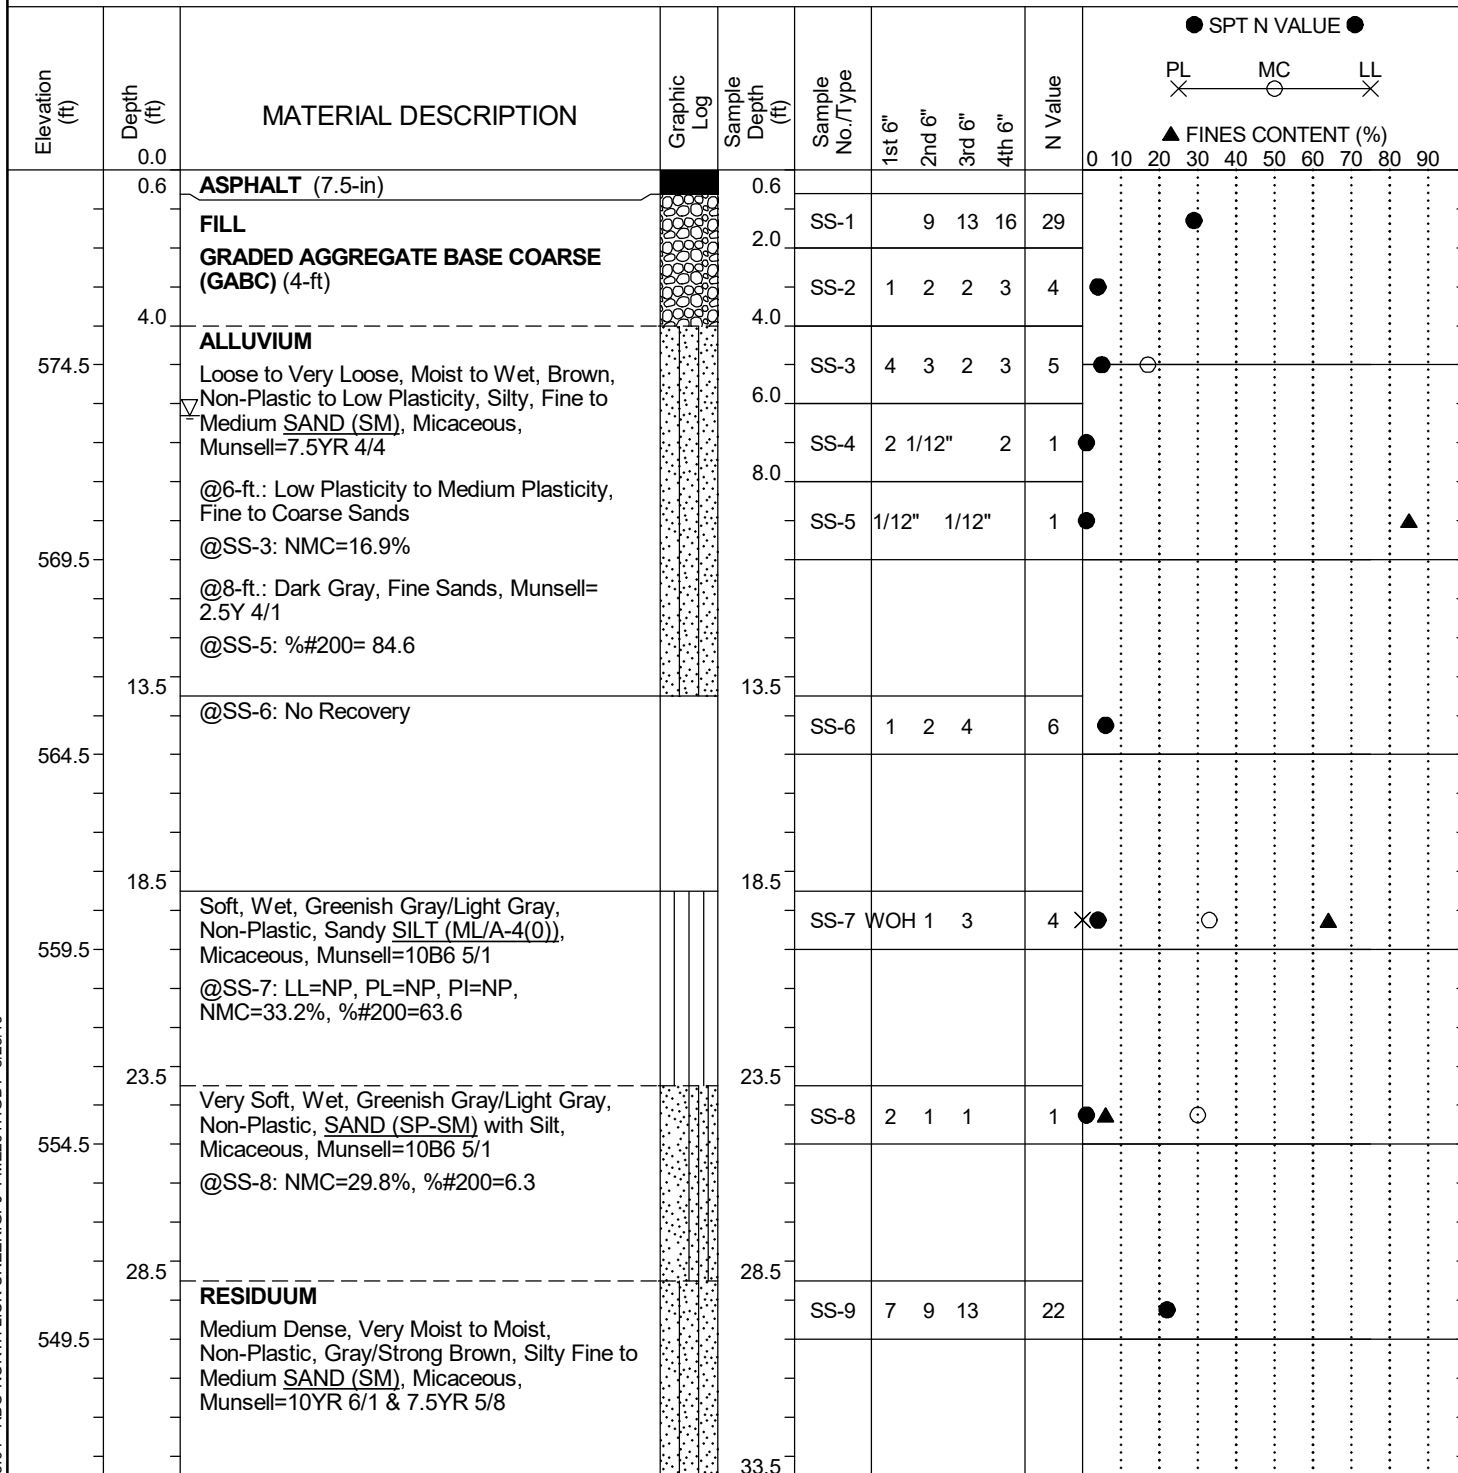 ● SPT N VALUE ●
PL MC LL
▲ FINES CONTENT (%)
Elevation (ft)
Depth (ft)
MATERIAL DESCRIPTION
Graphic Log
Sample Depth (ft)
Sample No./Type
1st 6"
2nd 6"
3rd 6"
4th 6"
N Value
0.0
0 10 20 30 40 50 60 70 80 90
0.6 ASPHALT (7.5-in) 0.6
FILL
SS-1 9 13 16 29
2.0
GRADED AGGREGATE BASE COARSE
(GABC) (4-ft)
SS-2 1 2 2 3 4
4.0 4.0
ALLUVIUM
574.5
Loose to Very Loose, Moist to Wet, Brown,
Non-Plastic to Low Plasticity, Silty, Fine to
Medium SAND (SM), Micaceous,
Munsell=7.5YR 4/4
SS-3 4 3 2 3 5
6.0
SS-4 2 1/12" 2 1
8.0
@6-ft.: Low Plasticity to Medium Plasticity,
Fine to Coarse Sands
SS-5 1/12" 1/12" 1
@SS-3: NMC=16.9%
569.5
@8-ft.: Dark Gray, Fine Sands, Munsell=
2.5Y 4/1
@SS-5: %#200= 84.6
13.5 13.5
@SS-6: No Recovery
SS-6 1 2 4 6
564.5
18.5 18.5
Soft, Wet, Greenish Gray/Light Gray,
Non-Plastic, Sandy SILT (ML/A-4(0)),
Micaceous, Munsell=10B6 5/1
SS-7 WOH 1 3 4
559.5
@SS-7: LL=NP, PL=NP, PI=NP,
NMC=33.2%, %#200=63.6
23.5 23.5
Very Soft, Wet, Greenish Gray/Light Gray,
Non-Plastic, SAND (SP-SM) with Silt,
Micaceous, Munsell=10B6 5/1
SS-8 2 1 1 1
554.5
@SS-8: NMC=29.8%, %#200=6.3
28.5 28.5
RESIDUUM
SS-9 7 9 13 22
549.5
Medium Dense, Very Moist to Moist,
Non-Plastic, Gray/Strong Brown, Silty Fine to
Medium SAND (SM), Micaceous,
Munsell=10YR 6/1 & 7.5YR 5/8
33.5